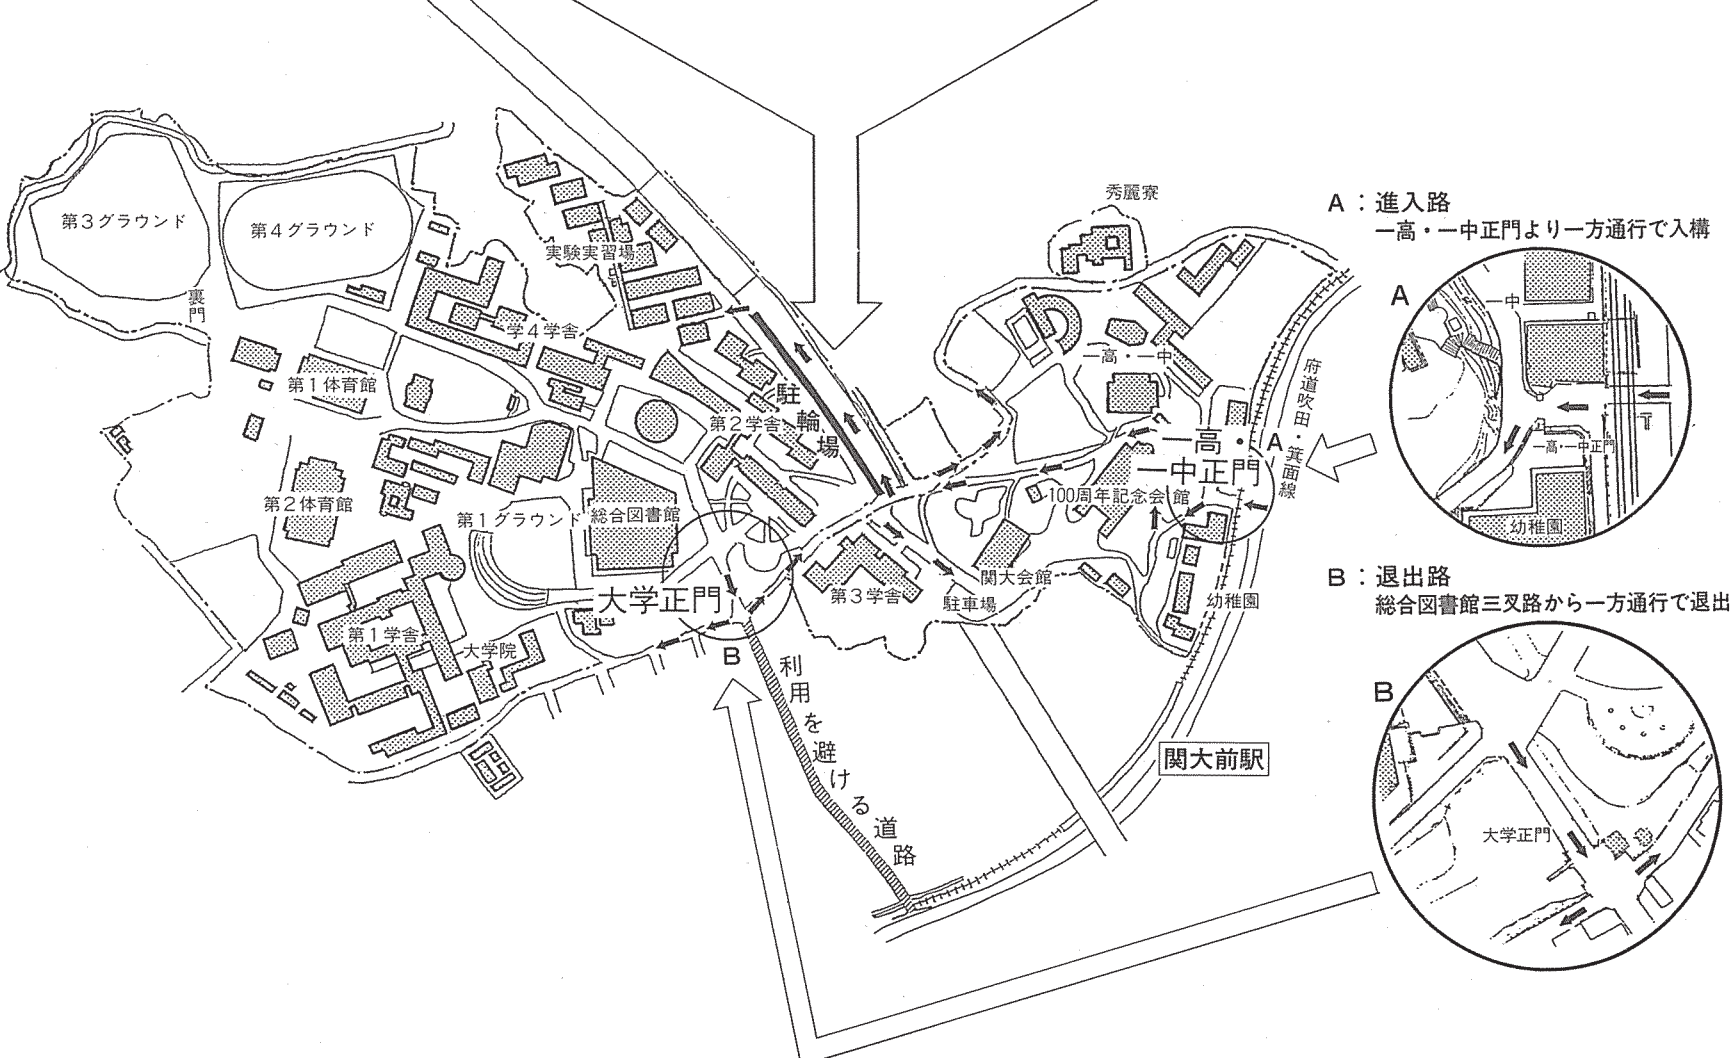 秀麗寮
第3グラウンド
第4グラウンド
裏門
実験実習場
学4学舎
第1体育館
第2学舎
駐輪場
一高・一中
府道吹田・箕面線
一高・
一中正門
A
第2体育館
第1グラウンド
総合図書館
100周年記念会館
大学正門
第3学舎
関大会館
駐車場
幼稚園
第1学舎
大学院
B
利用を避ける道路
関大前駅
A：進入路
一高・一中正門より一方通行で入構
A
一中
一高・一中正門
幼稚園
B：退出路
総合図書館三叉路から一方通行で退出
B
大学正門